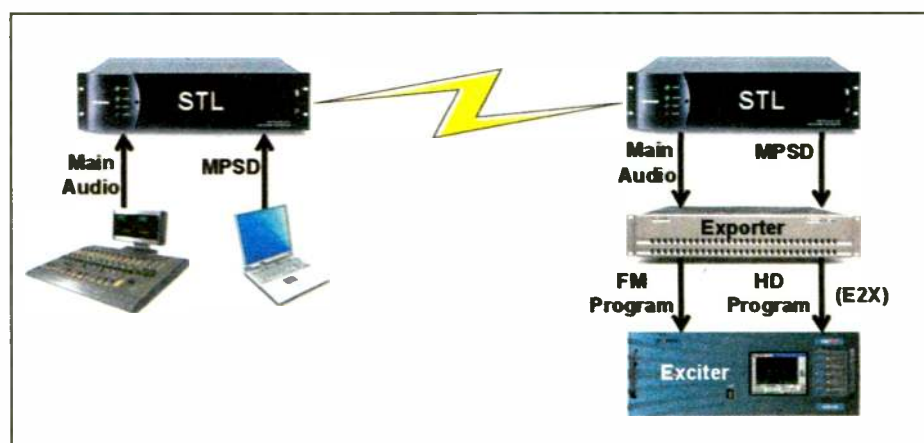 STL
STL
Main
Audio
MPSD
Main
Audio
MPSD
Exporter
FM
Program
HD
Program
(E2X)
Exciter